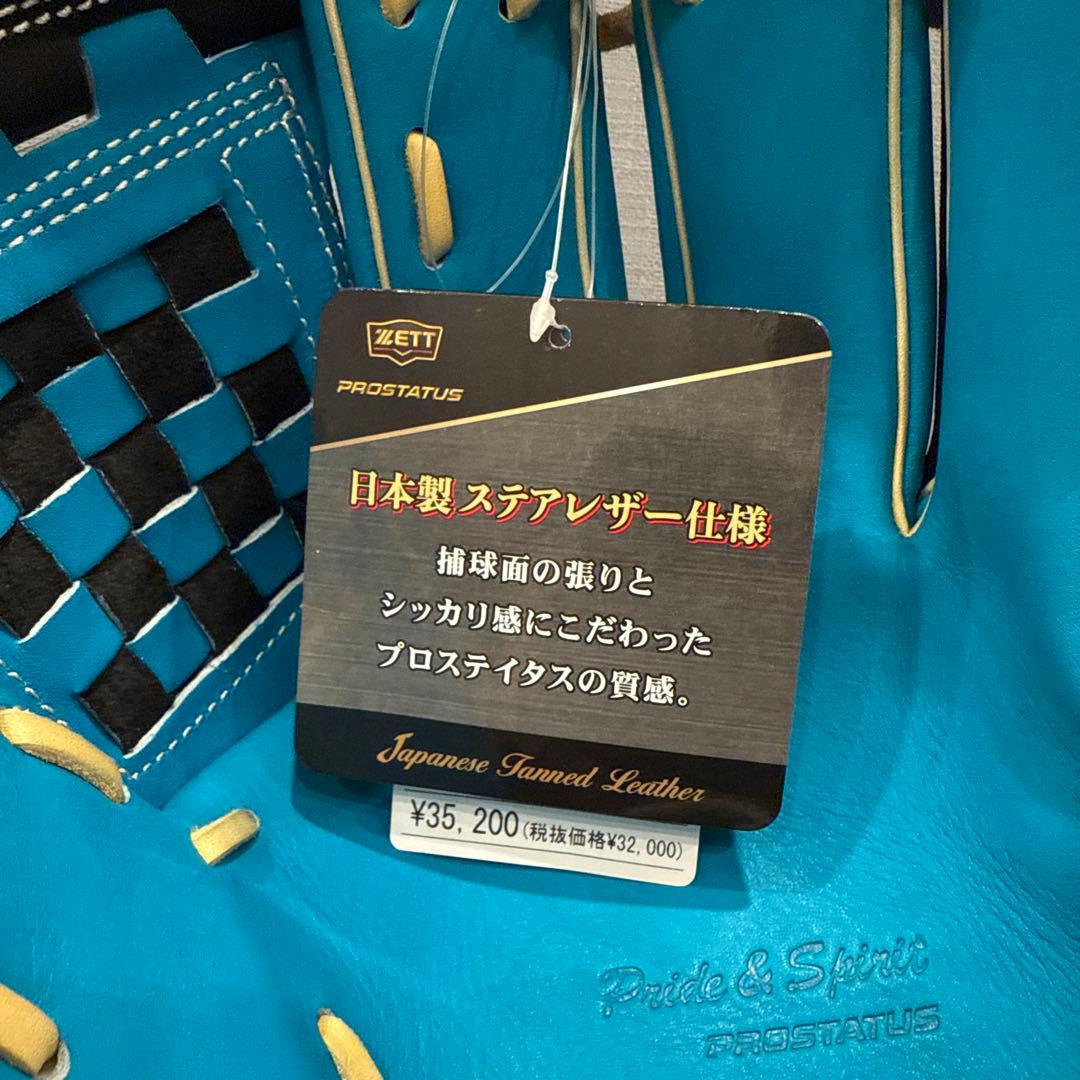 ZETT
PROSTATUS
日本製ステアレザー仕様
捕球面の張りと
シッカリ感にこだわった
プロステイタスの質感。
Japanese Tanned Leather
¥35,200(税抜価格¥32,000)
Pride & Spirit
PROSTATUS